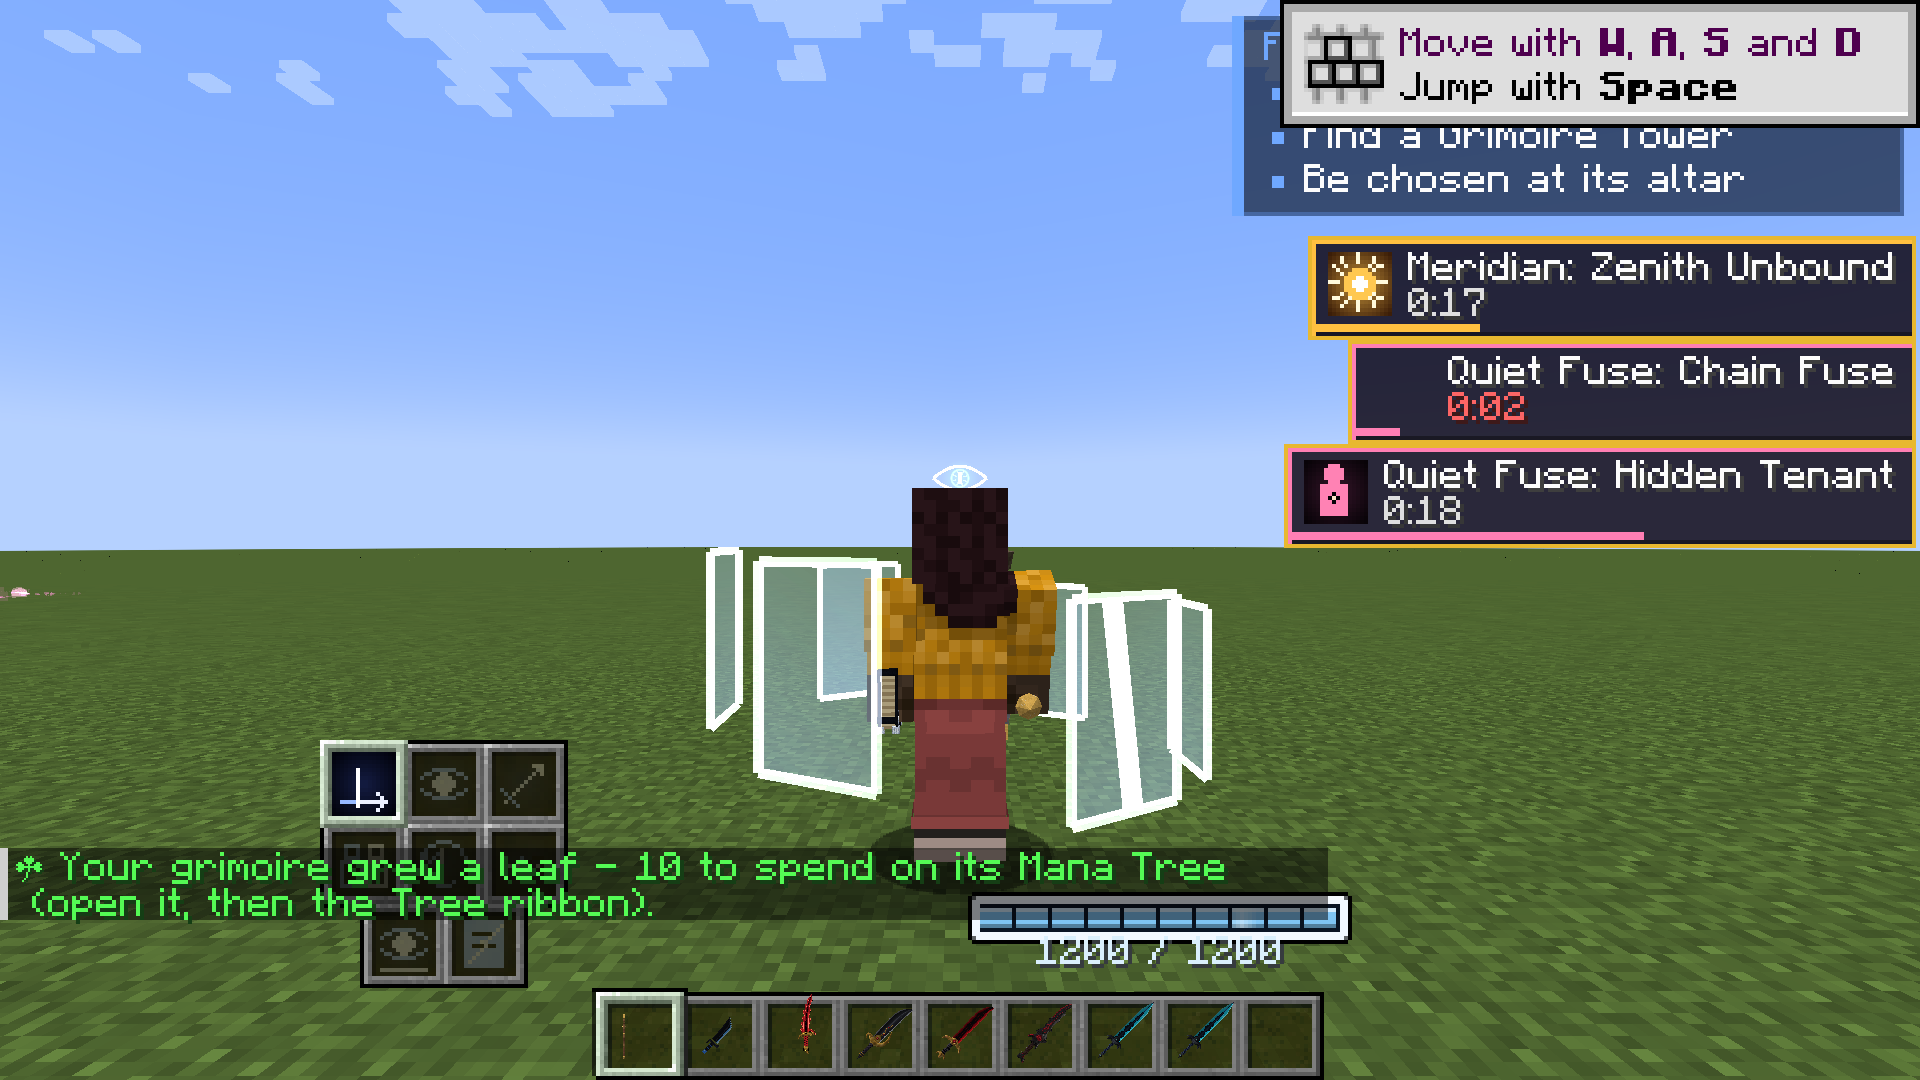 Move with W, A, S and D
Jump with Space
Find a Grimoire Tower
Be chosen at its altar
Meridian: Zenith Unbound
0:17
Quiet Fuse: Chain Fuse
0:02
Quiet Fuse: Hidden Tenant
0:18
Your grimoire grew a leaf – 10 to spend on its Mana Tree
(open it, then the Tree ribbon).
1200 / 1200